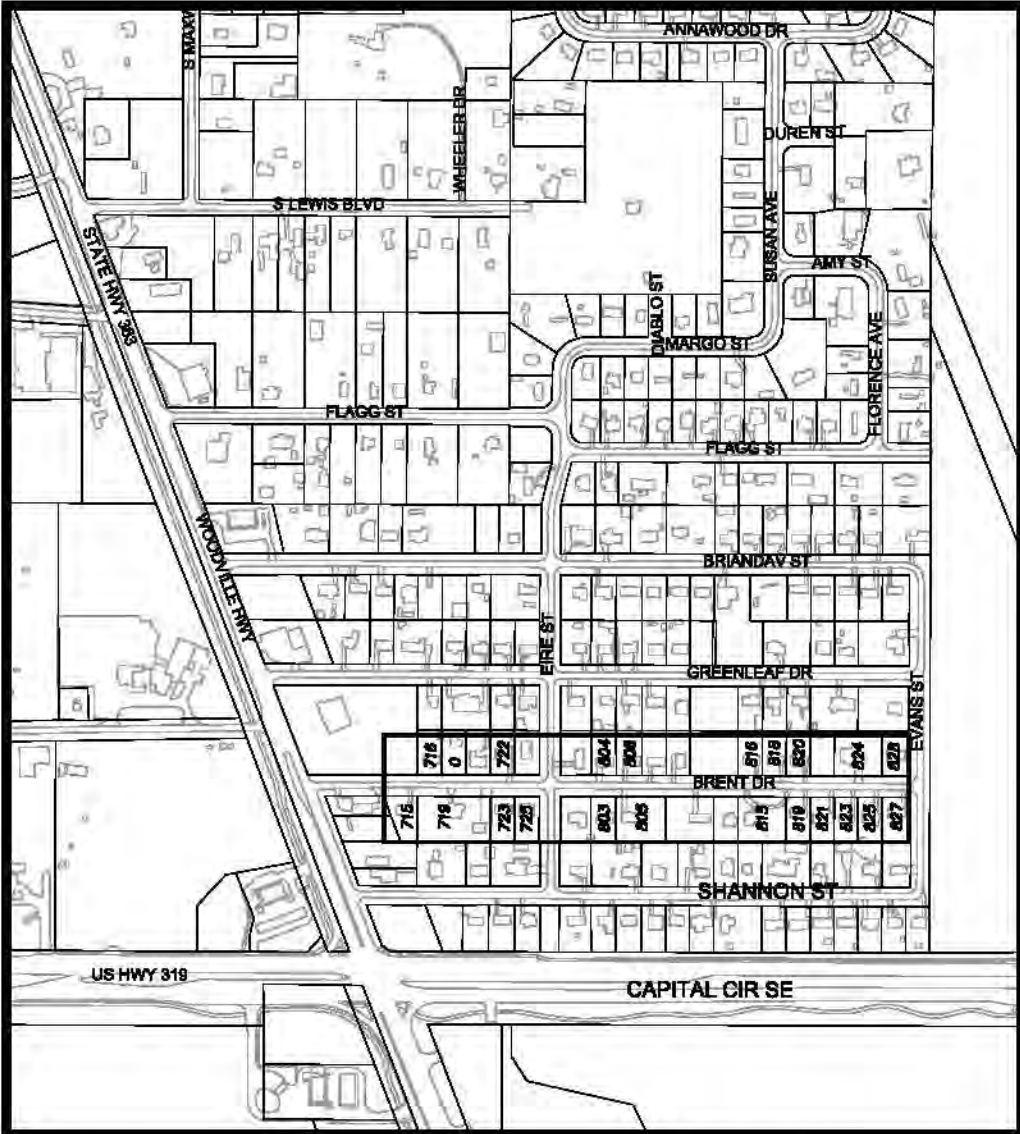 ANNAWOOD DR
S MAXW
DUREN ST
WHEELER DR
S LEWIS BLVD
SUSAN AVE
STATE HWY 363
AMY ST
DIABLO ST
MARGO ST
FLORENCE AVE
FLAGG ST
FLAGG ST
WOODVILLE HWY
BRIANDAV ST
EIRE ST
GREENLEAF DR
EVANS ST
716
0
722
804
808
816
818
820
824
828
BRENT DR
715
719
723
725
803
805
815
819
821
823
825
827
SHANNON ST
US HWY 319
CAPITAL CIR SE